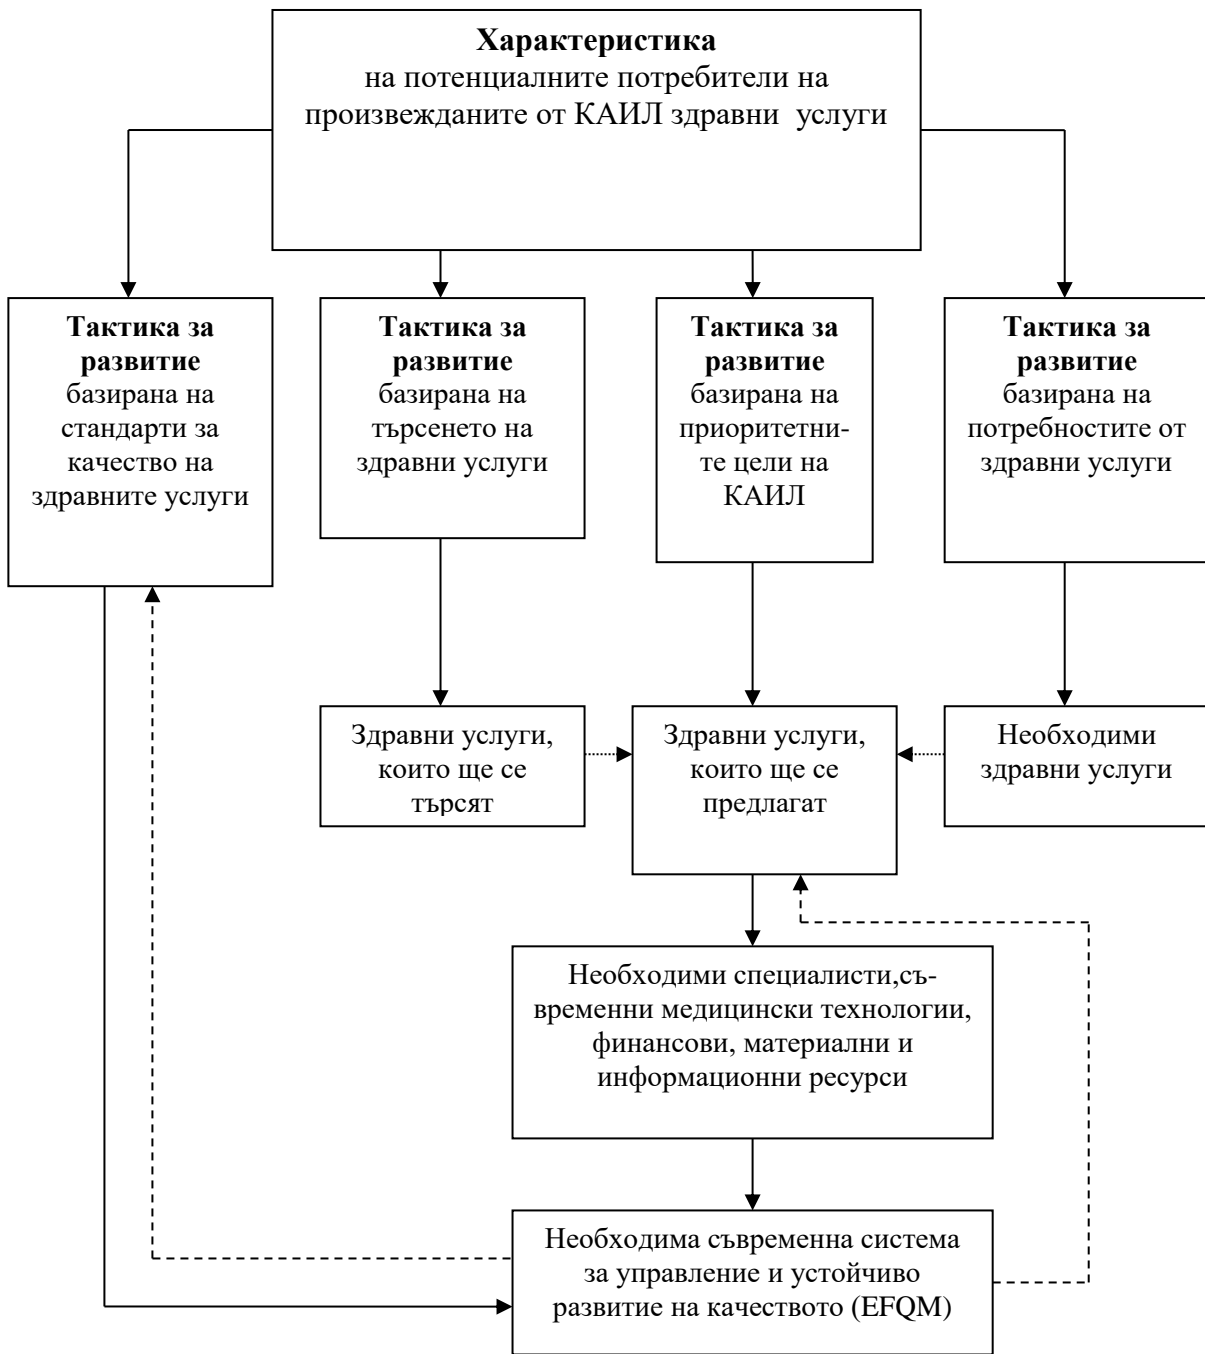 Характеристика
на потенциалните потребители на
произвежданите от КАИЛ здравни услуги
Тактика за
развитие
базирана на
стандарти за
качество на
здравните услуги
Тактика за
развитие
базирана на
търсенето на
здравни услуги
Тактика за
развитие
базирана на
приоритетни-
те цели на
КАИЛ
Тактика за
развитие
базирана на
потребностите от
здравни услуги
Здравни услуги,
които ще се
търсят
Здравни услуги,
които ще се
предлагат
Необходими
здравни услуги
Необходими специалисти,съ-
временни медицински технологии,
финансови, материални и
информационни ресурси
Необходима съвременна система
за управление и устойчиво
развитие на качеството (EFQM)